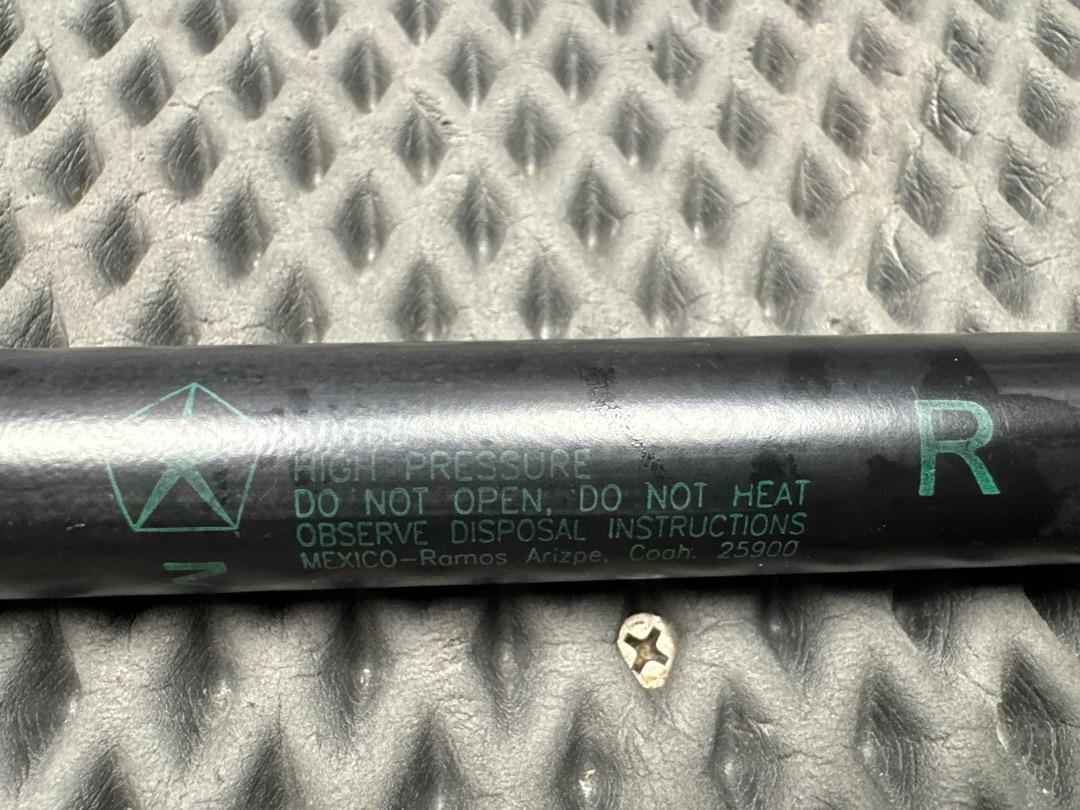 HIGH PRESSURE
DO NOT OPEN, DO NOT HEAT
OBSERVE DISPOSAL INSTRUCTIONS
MEXICO-Ramos Arizpe, Coah. 25900
R